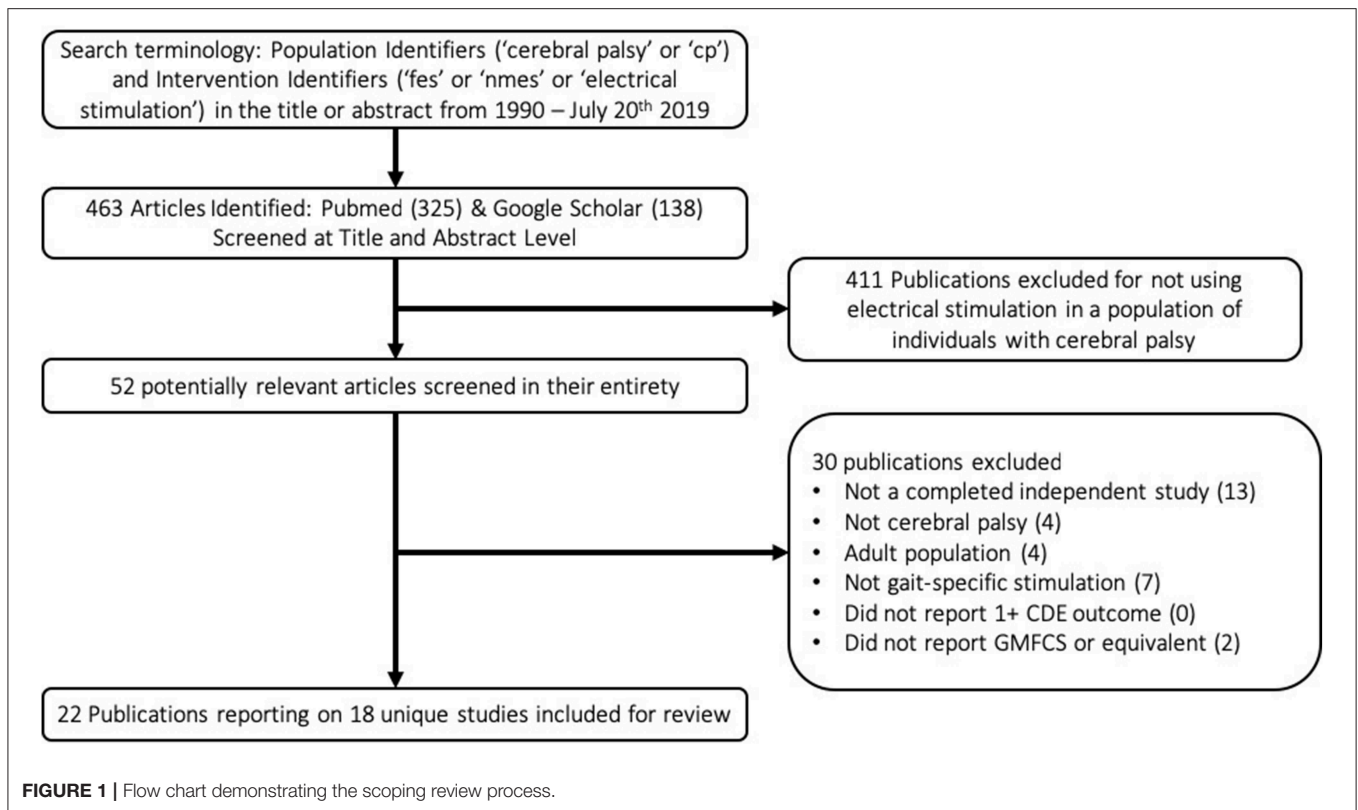 Search terminology: Population Identifiers (‘cerebral palsy’ or ‘cp’)
and Intervention Identifiers (‘fes’ or ‘nmes’ or ‘electrical
stimulation’) in the title or abstract from 1990 – July 20th 2019
463 Articles Identified: Pubmed (325) & Google Scholar (138)
Screened at Title and Abstract Level
411 Publications excluded for not using
electrical stimulation in a population of
individuals with cerebral palsy
52 potentially relevant articles screened in their entirety
30 publications excluded
• Not a completed independent study (13)
• Not cerebral palsy (4)
• Adult population (4)
• Not gait-specific stimulation (7)
• Did not report 1+ CDE outcome (0)
• Did not report GMFCS or equivalent (2)
22 Publications reporting on 18 unique studies included for review
FIGURE 1 | Flow chart demonstrating the scoping review process.